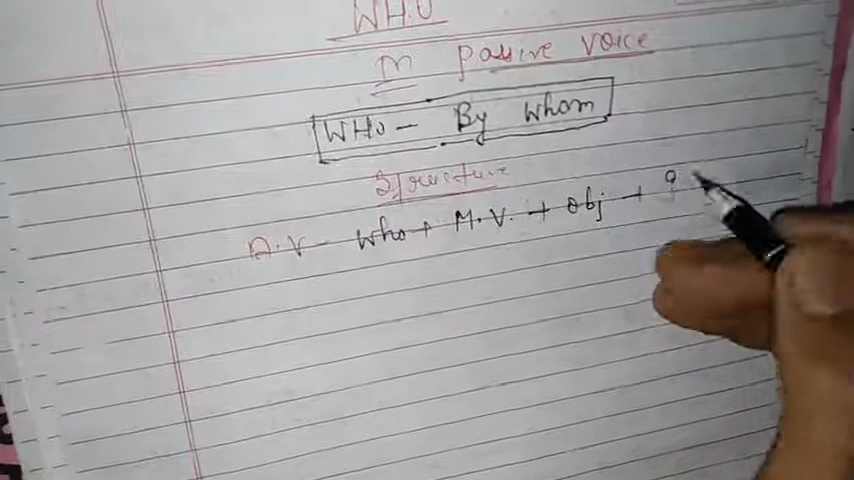 WHO
in Passive Voice
WHO - By Whom
Structure
A.V - Who + M.V. + Obj + ?